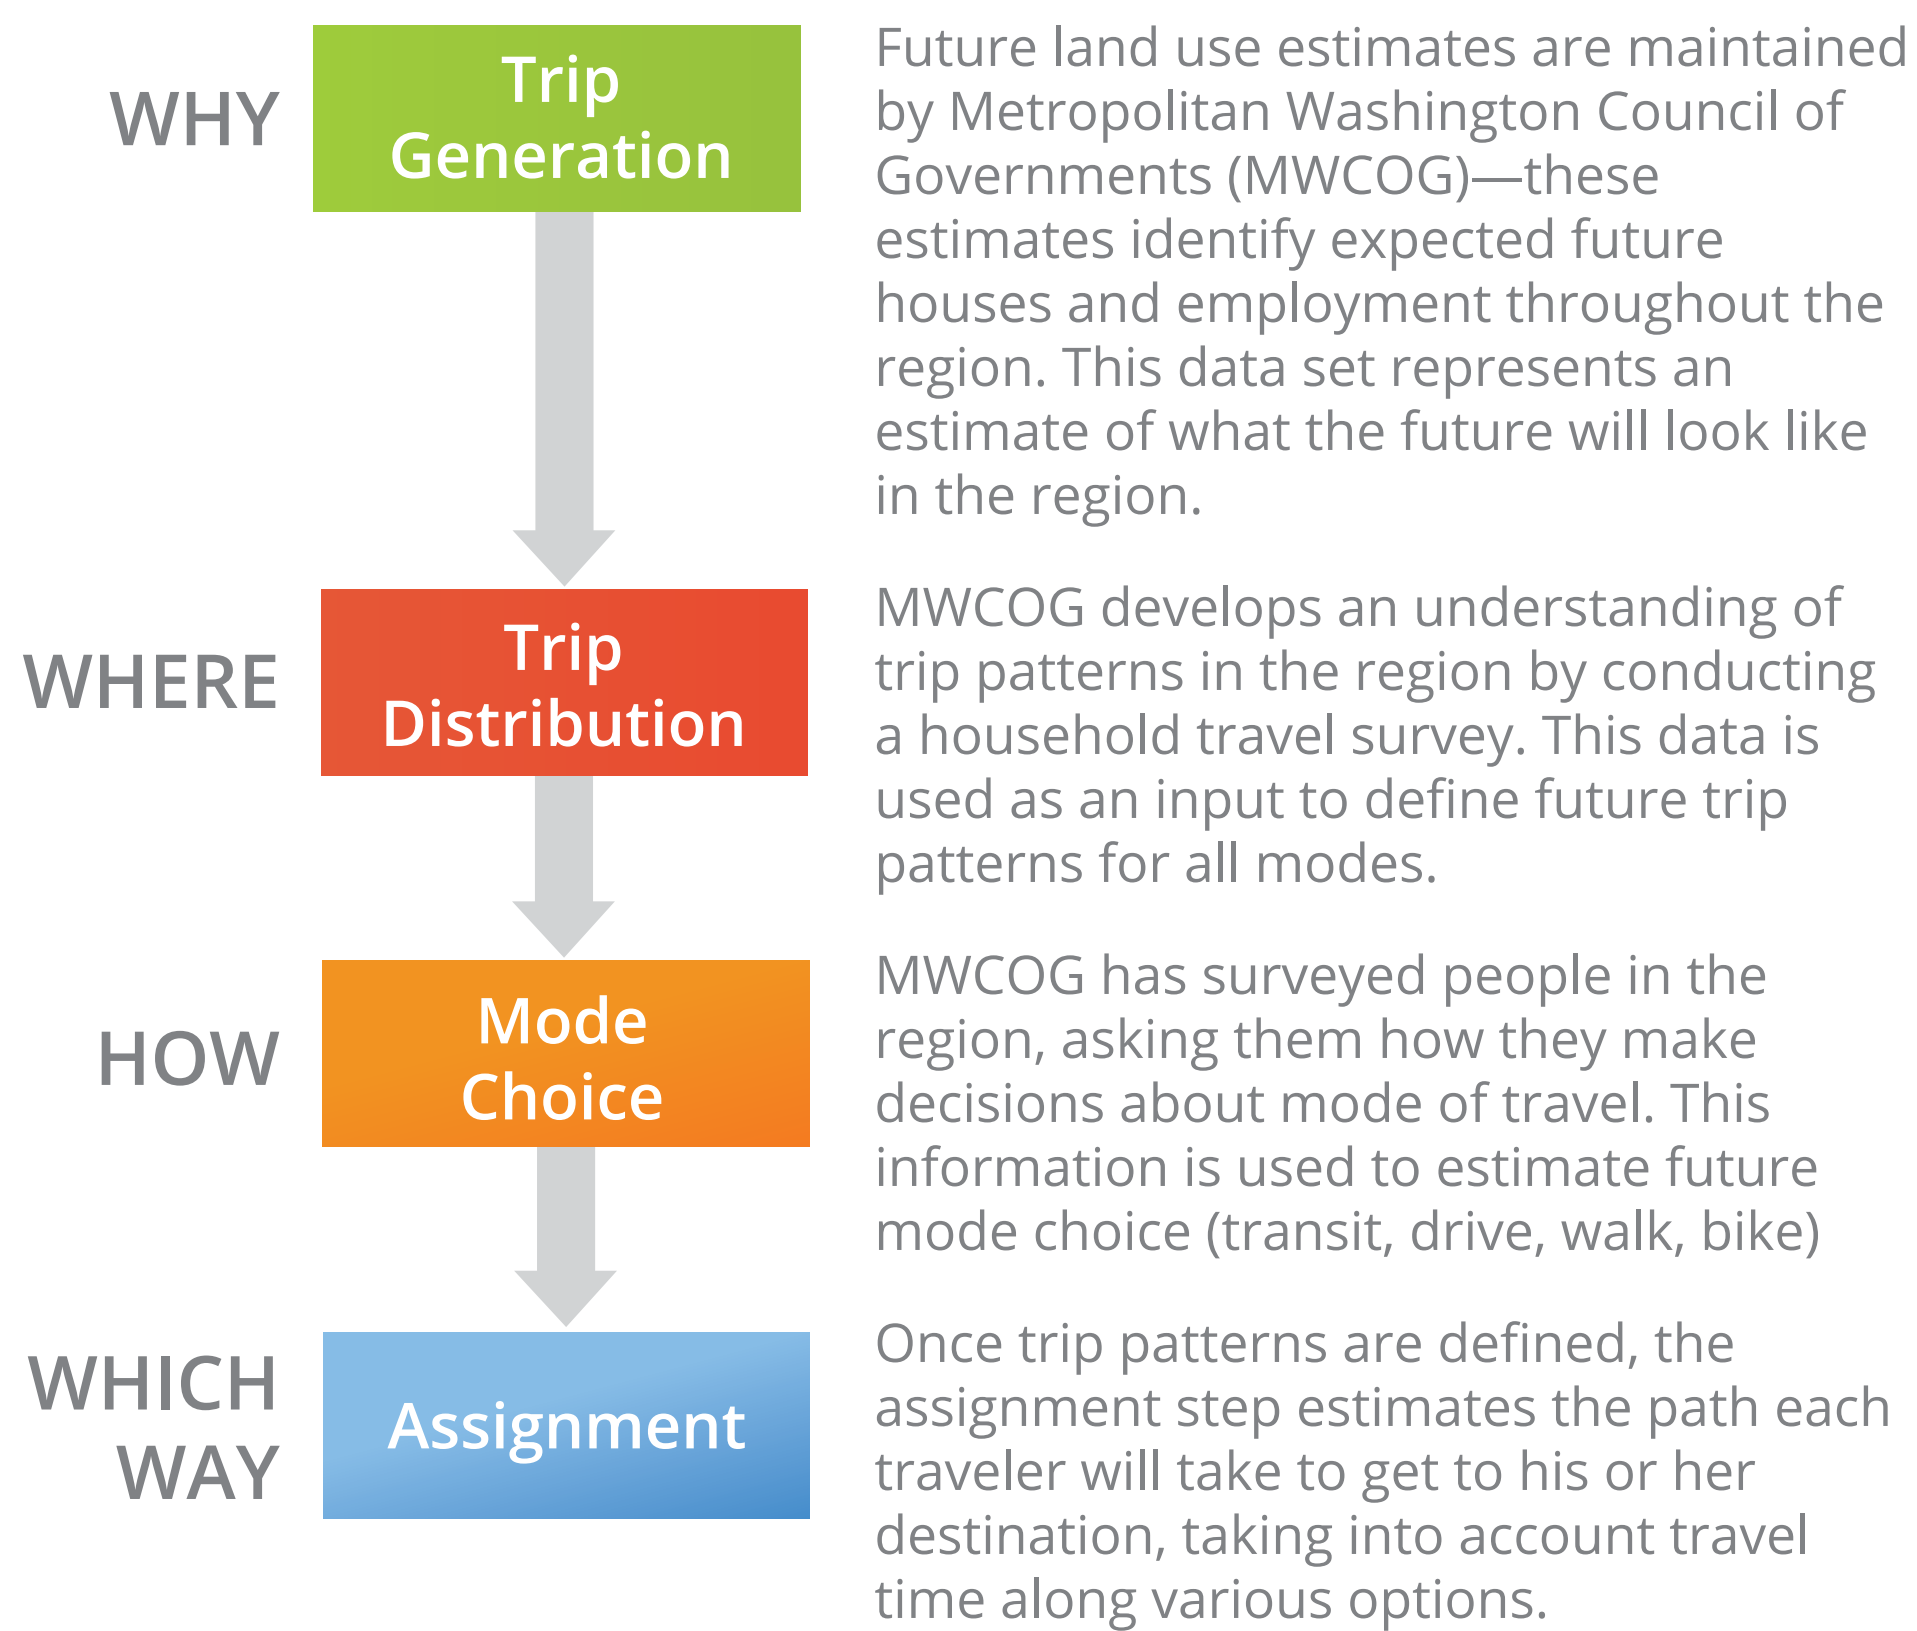 WHY
Trip
Generation
Future land use estimates are maintained
by Metropolitan Washington Council of
Governments (MWCOG)—these
estimates identify expected future
houses and employment throughout the
region. This data set represents an
estimate of what the future will look like
in the region.
WHERE
Trip
Distribution
MWCOG develops an understanding of
trip patterns in the region by conducting
a household travel survey. This data is
used as an input to define future trip
patterns for all modes.
HOW
Mode
Choice
MWCOG has surveyed people in the
region, asking them how they make
decisions about mode of travel. This
information is used to estimate future
mode choice (transit, drive, walk, bike)
WHICH
WAY
Assignment
Once trip patterns are defined, the
assignment step estimates the path each
traveler will take to get to his or her
destination, taking into account travel
time along various options.